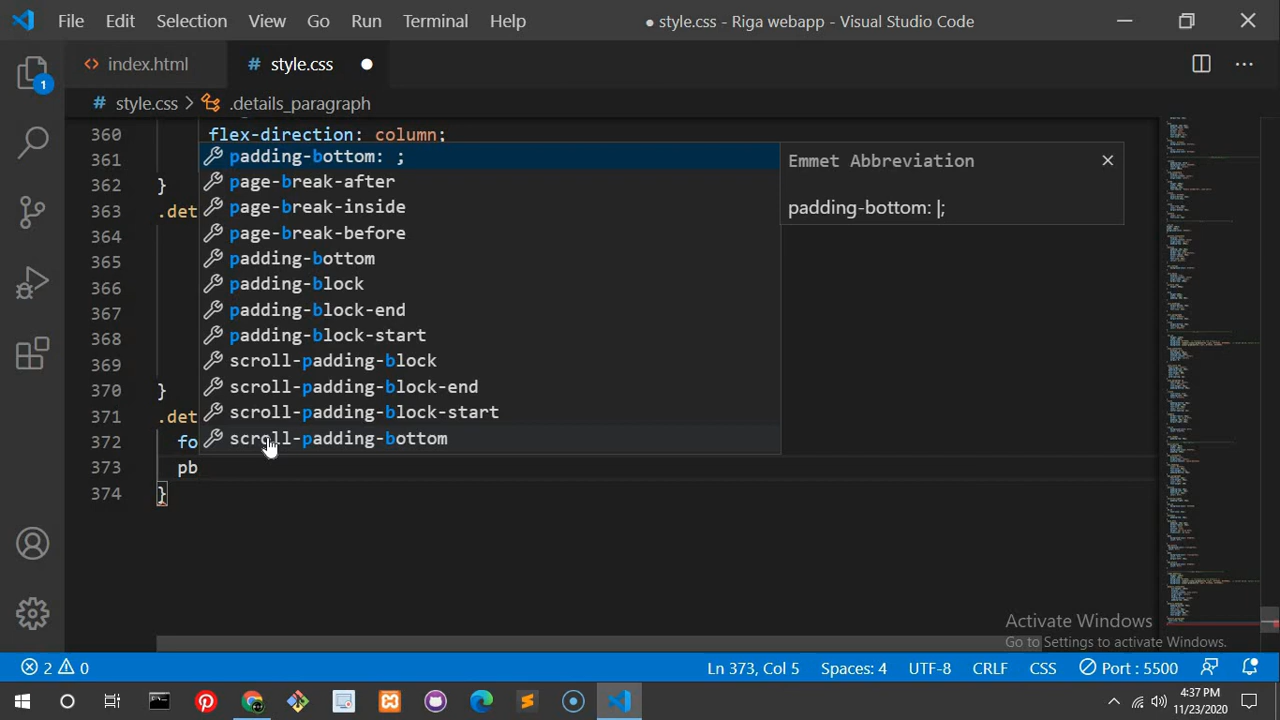 File Edit Selection View Go Run Terminal Help
● style.css - Riga webapp - Visual Studio Code
<> index.html
# style.css ●
# style.css > .details_paragraph
360 flex-direction: column;
361
362 }
363 .det
364
365
366
367
368
369
370 }
371 .det
372 fo
373 pb
374 }
padding-bottom: ;
page-break-after
page-break-inside
page-break-before
padding-bottom
padding-block
padding-block-end
padding-block-start
scroll-padding-block
scroll-padding-block-end
scroll-padding-block-start
scroll-padding-bottom
Emmet Abbreviation
padding-bottom: |;
1
Activate Windows
Go to Settings to activate Windows.
2 0
Ln 373, Col 5 Spaces: 4 UTF-8 CRLF CSS Port : 5500
4:37 PM
11/23/2020